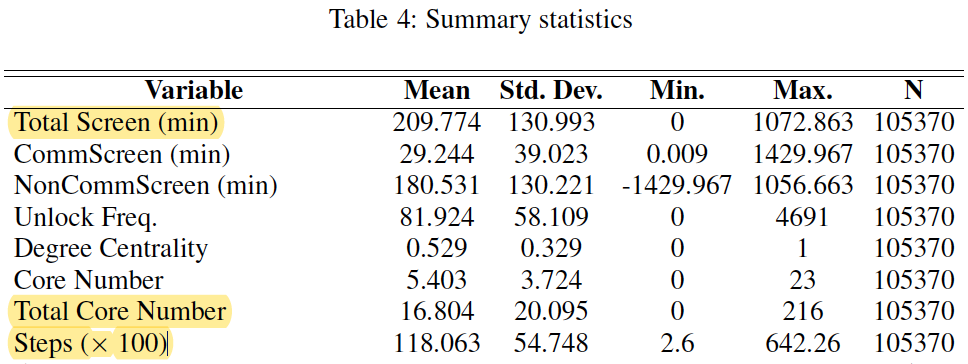 Table 4: Summary statistics
Variable Mean Std. Dev. Min. Max. N
Total Screen (min) 209.774 130.993 0 1072.863 105370
CommScreen (min) 29.244 39.023 0.009 1429.967 105370
NonCommScreen (min) 180.531 130.221 -1429.967 1056.663 105370
Unlock Freq. 81.924 58.109 0 4691 105370
Degree Centrality 0.529 0.329 0 1 105370
Core Number 5.403 3.724 0 23 105370
Total Core Number 16.804 20.095 0 216 105370
Steps (× 100) 118.063 54.748 2.6 642.26 105370